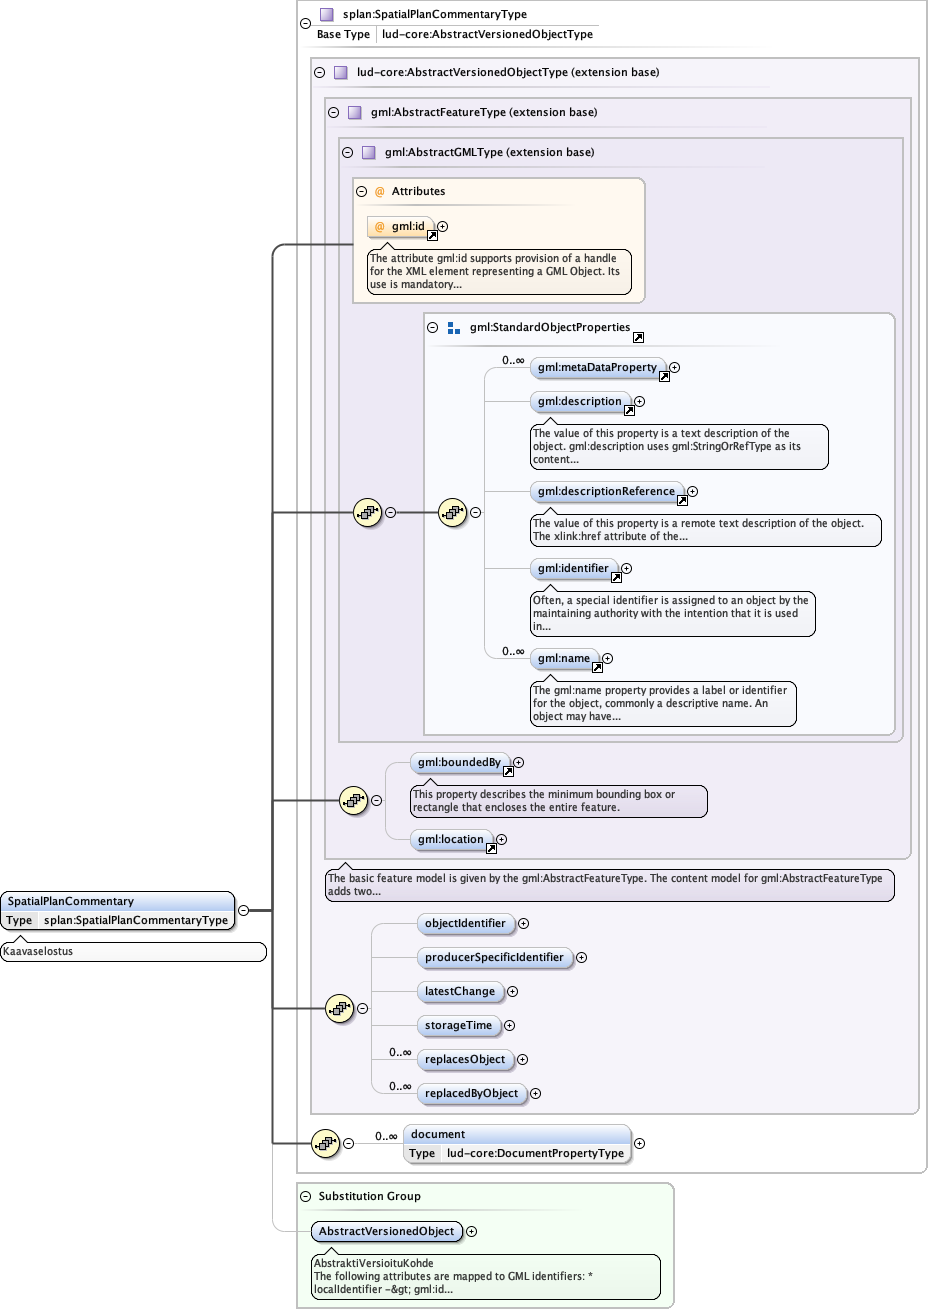 splan:SpatialPlanCommentaryType
Base Type lud-core:AbstractVersionedObjectType
lud-core:AbstractVersionedObjectType (extension base)
gml:AbstractFeatureType (extension base)
gml:AbstractGMLType (extension base)
@ Attributes
@ gml:id
The attribute gml:id supports provision of a handle
for the XML element representing a GML Object. Its
use is mandatory...
gml:StandardObjectProperties
0..∞
gml:metaDataProperty
gml:description
The value of this property is a text description of the
object. gml:description uses gml:StringOrRefType as its
content...
gml:descriptionReference
The value of this property is a remote text description of the object.
The xlink:href attribute of the...
gml:identifier
Often, a special identifier is assigned to an object by the
maintaining authority with the intention that it is used
in...
0..∞
gml:name
The gml:name property provides a label or identifier
for the object, commonly a descriptive name. An
object may have...
gml:boundedBy
This property describes the minimum bounding box or
rectangle that encloses the entire feature.
gml:location
The basic feature model is given by the gml:AbstractFeatureType. The content model for gml:AbstractFeatureType
adds two...
SpatialPlanCommentary
Type splan:SpatialPlanCommentaryType
Kaavaselostus
objectIdentifier
producerSpecificIdentifier
latestChange
storageTime
0..∞
replacesObject
0..∞
replacedByObject
0..∞
document
Type lud-core:DocumentPropertyType
Substitution Group
AbstractVersionedObject
AbstraktiVersioituKohde
The following attributes are mapped to GML identifiers: *
localIdentifier -&gt; gml:id...